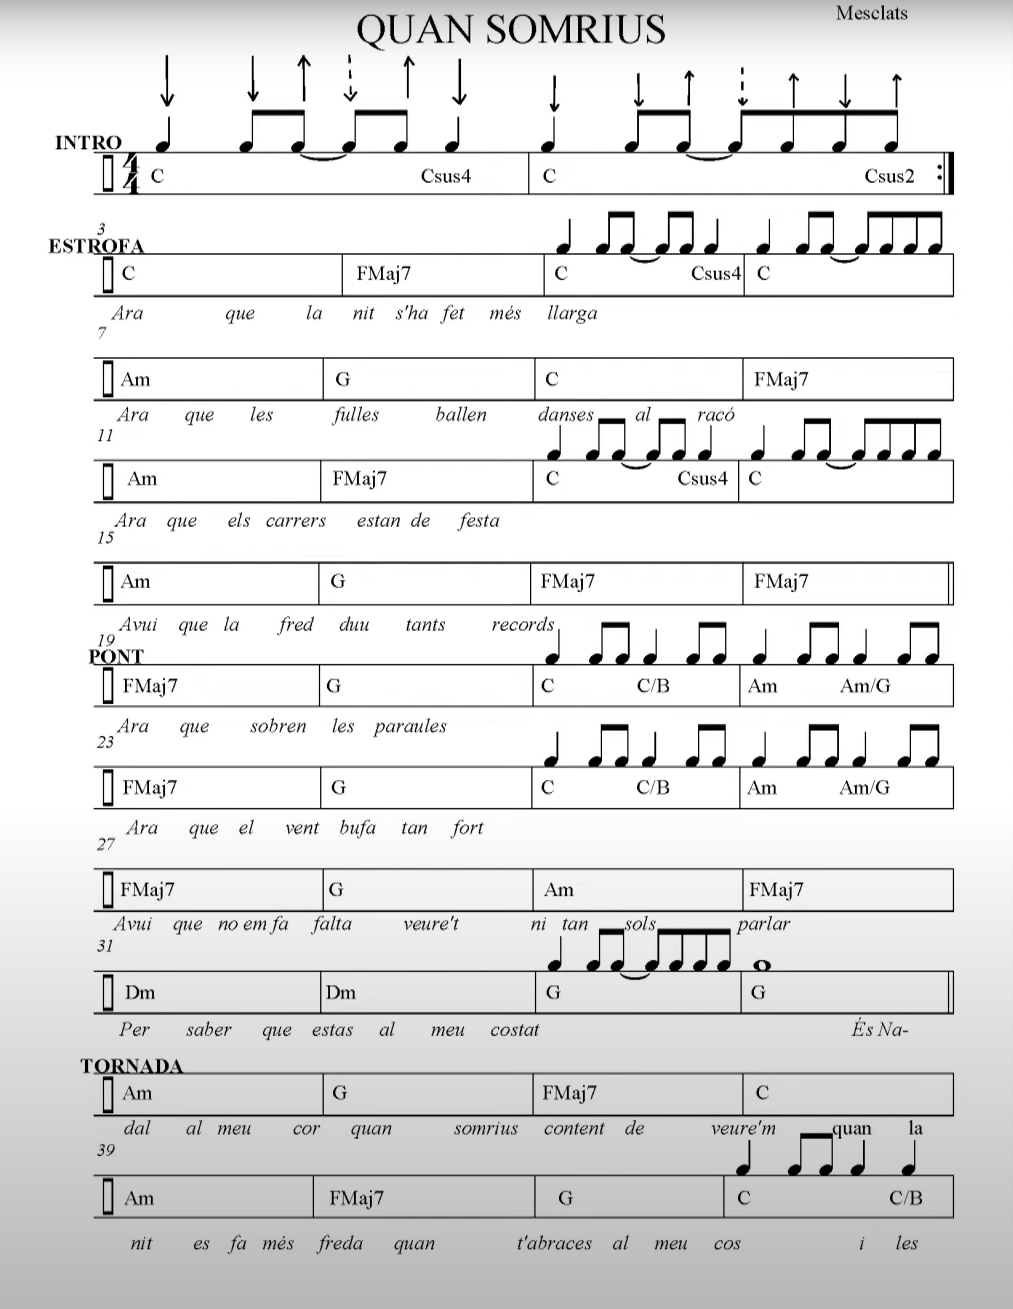 Mesclats
QUAN SOMRIUS
INTRO
4/4 C Csus4 C Csus2
3
ESTROFA
C FMaj7 C Csus4 C
Ara que la nit s'ha fet més llarga
7
Am G C FMaj7
Ara que les fulles ballen danses al racó
11
Am FMaj7 C Csus4 C
Ara que els carrers estan de festa
15
Am G FMaj7 FMaj7
Avui que la fred duu tants records
19
PONT
FMaj7 G C C/B Am Am/G
Ara que sobren les paraules
23
FMaj7 G C C/B Am Am/G
Ara que el vent bufa tan fort
27
FMaj7 G Am FMaj7
Avui que no em fa falta veure't ni tan sols parlar
31
Dm Dm G G
Per saber que estas al meu costat És Na-
TORNADA
Am G FMaj7 C
dal al meu cor quan somrius content de veure'm quan la
39
Am FMaj7 G C C/B
nit es fa més freda quan t'abraces al meu cos i les